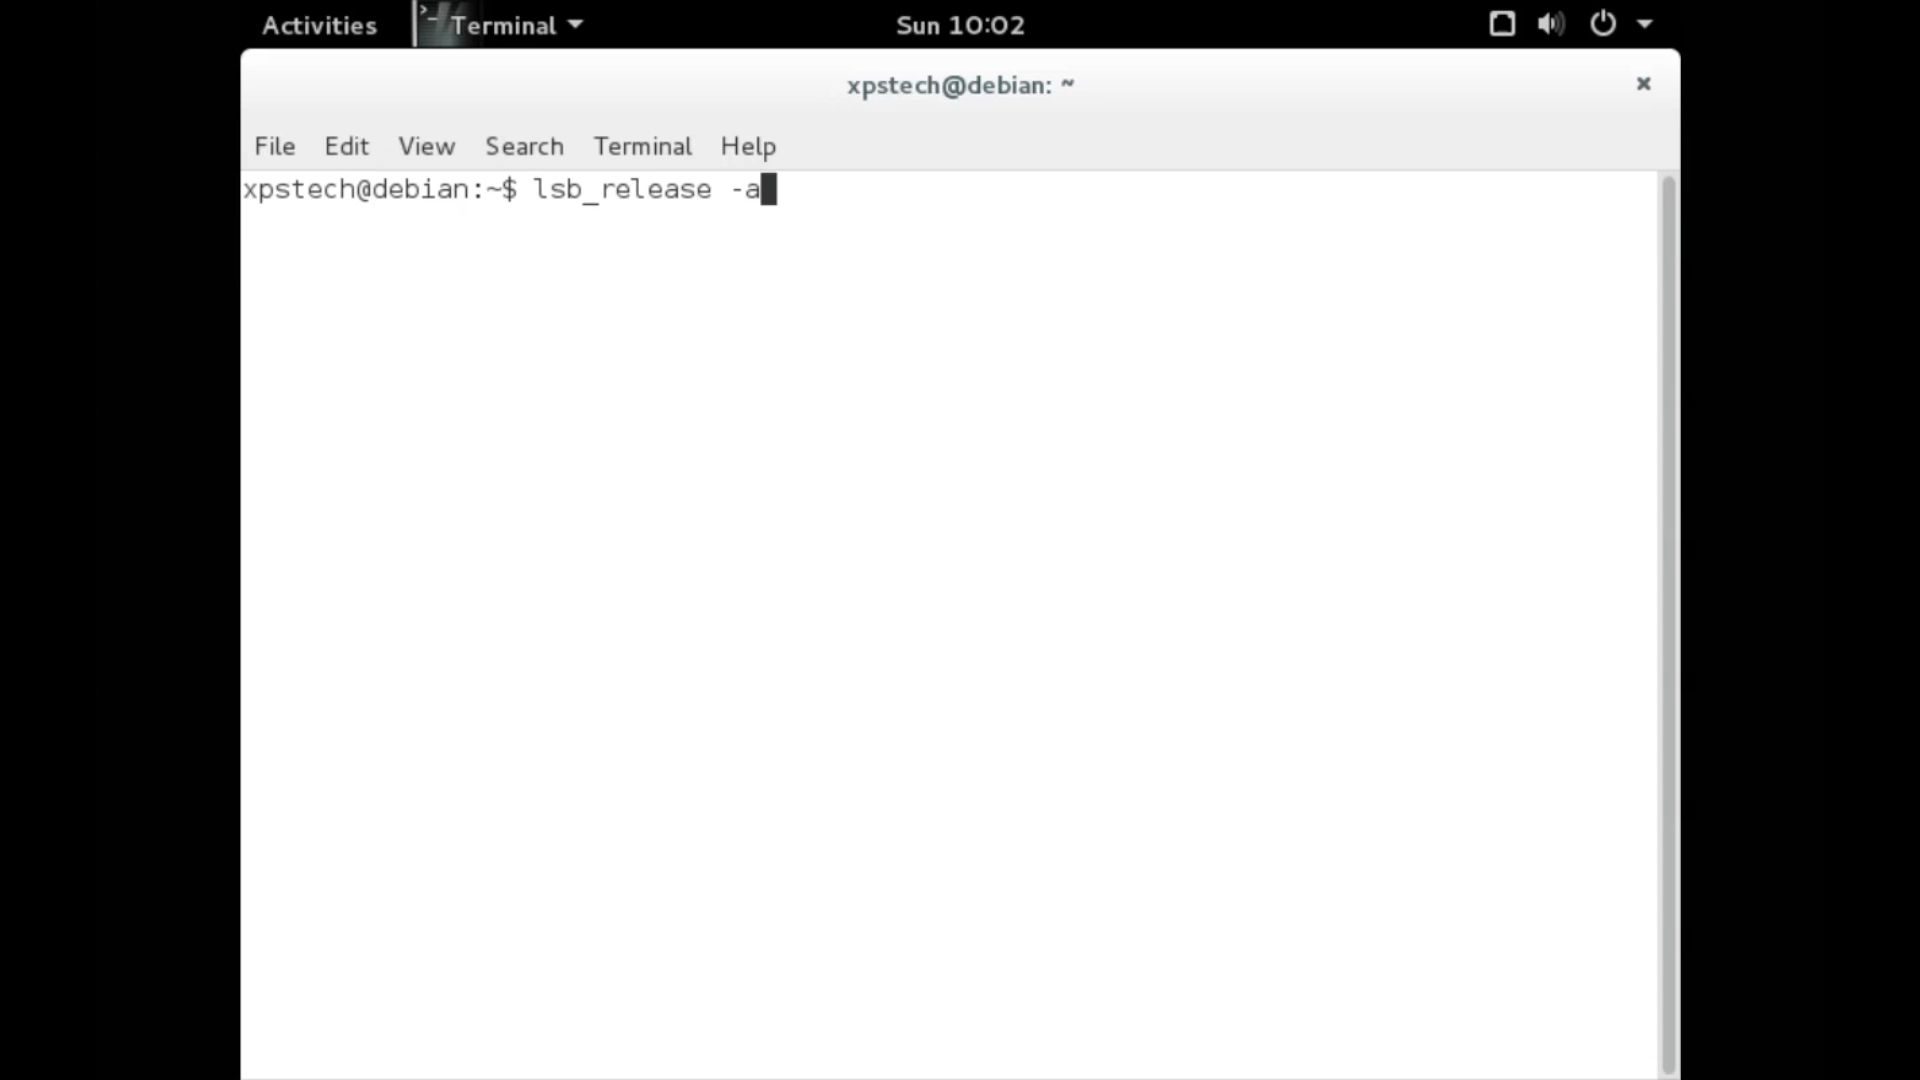 Activities Terminal Sun 10:02
xpstech@debian: ~
File Edit View Search Terminal Help
xpstech@debian:~$ lsb_release -a